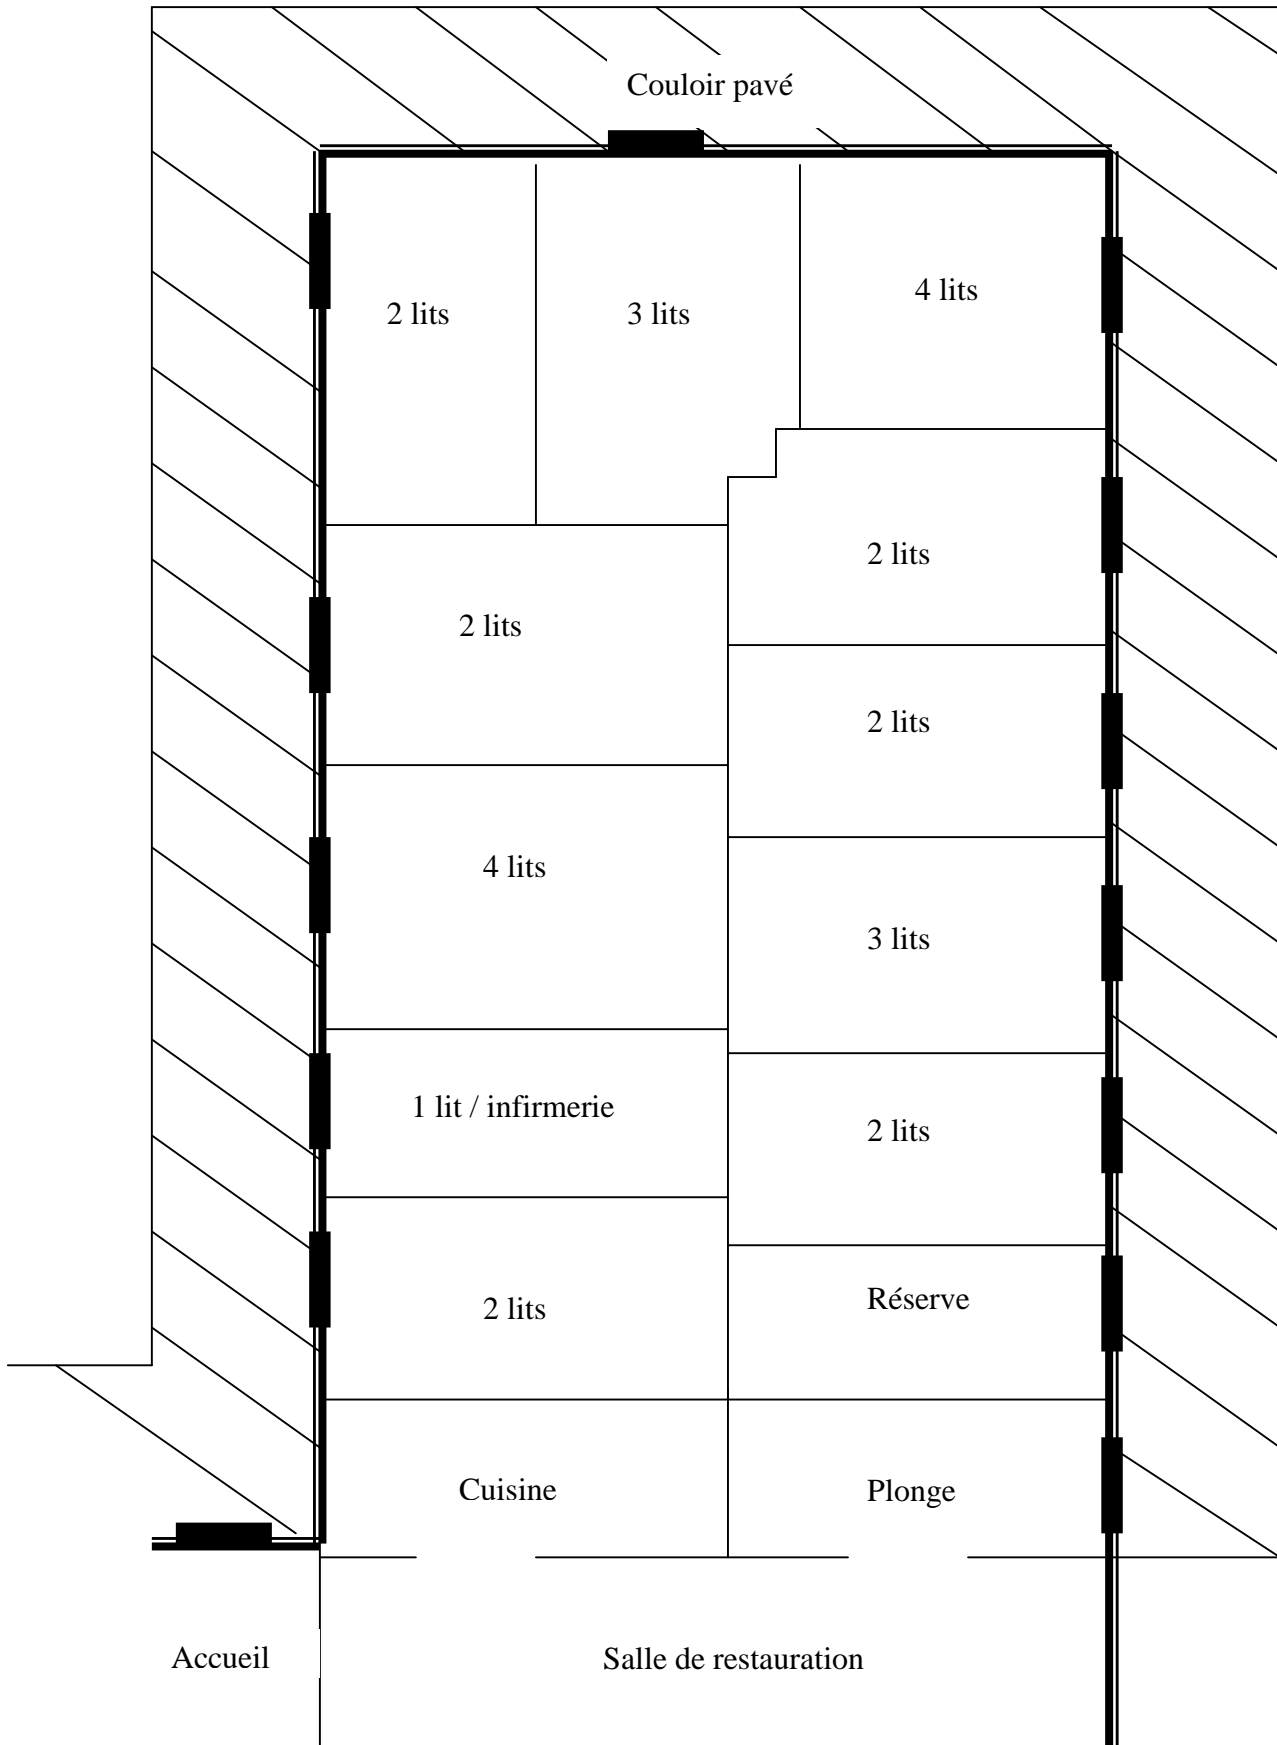 Couloir pavé
2 lits
3 lits
4 lits
2 lits
2 lits
2 lits
4 lits
3 lits
1 lit / infirmerie
2 lits
2 lits
Réserve
Cuisine
Plonge
Accueil
Salle de restauration